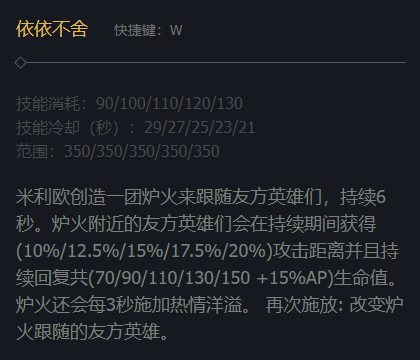 依依不舍 快捷键：W
技能消耗：90/100/110/120/130
技能冷却（秒）：29/27/25/23/21
范围：350/350/350/350/350
米利欧创造一团炉火来跟随友方英雄们，持续6
秒。炉火附近的友方英雄们会在持续期间获得
(10%/12.5%/15%/17.5%/20%)攻击距离并且持
续回复共(70/90/110/130/150 +15%AP)生命值。
炉火还会每3秒施加热情洋溢。 再次施放: 改变炉
火跟随的友方英雄。